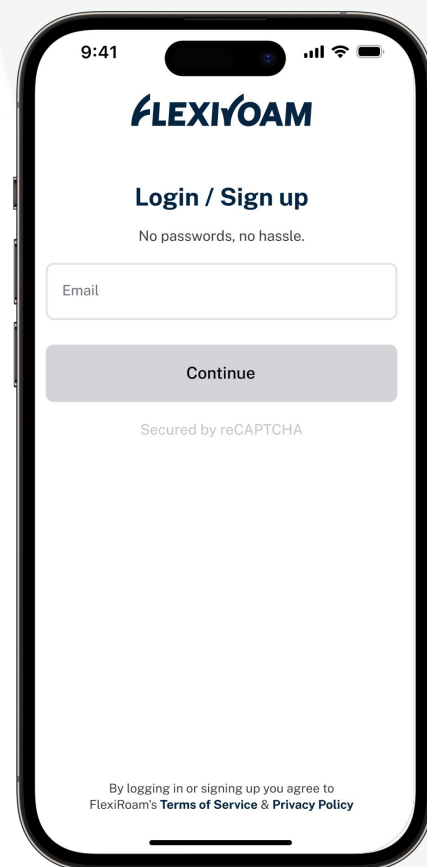 9:41
FLEXIROAM
Login / Sign up
No passwords, no hassle.
Email
Continue
Secured by reCAPTCHA
By logging in or signing up you agree to
FlexiRoam's Terms of Service & Privacy Policy